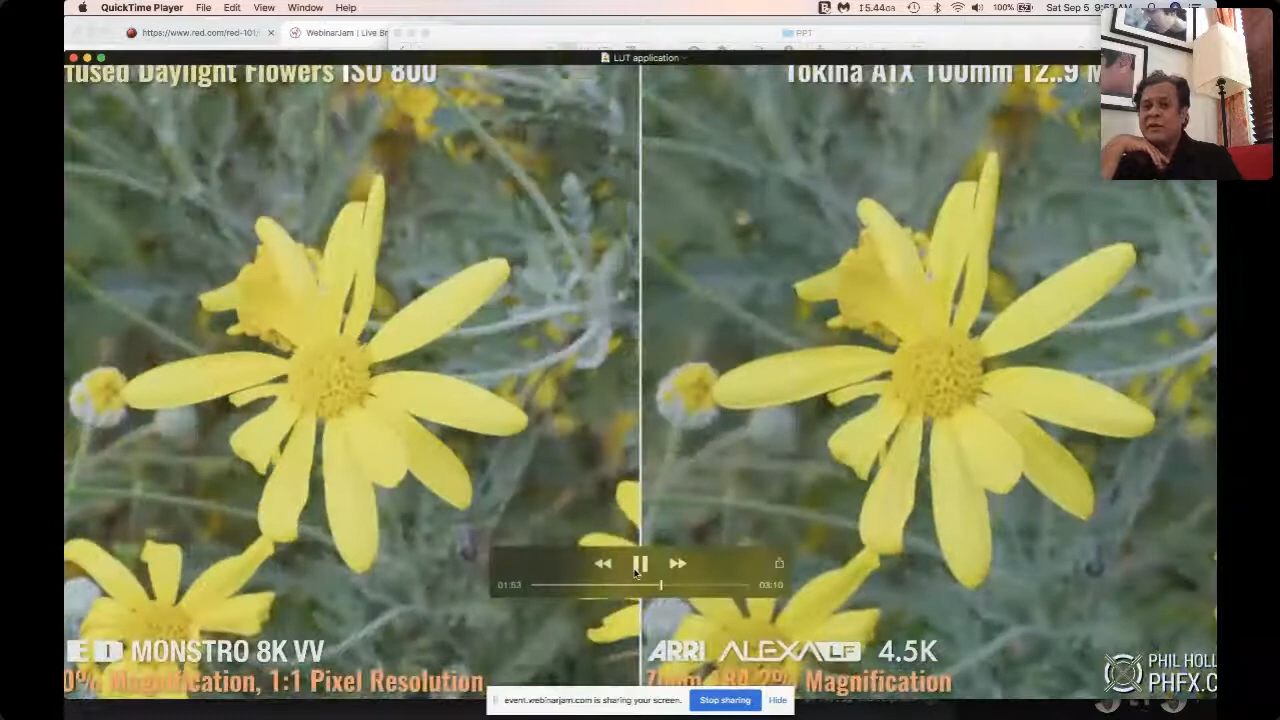 QuickTime Player File Edit View Window Help
100% Sat Sep 5
https://www.red.com/red-101
WebinarJam | Live Br
PPT
LUT application
fused Daylight Flowers ISO 800
Tokina ATX 100mm T2..9 M
01:53
03:10
E D MONSTRO 8K VV
ARRI ALEXA LF 4.5K
0% Magnification, 1:1 Pixel Resolution
Magnification
PHIL HOLL
PHFX.C
event.webinarjam.com is sharing your screen.
Stop sharing
Hide